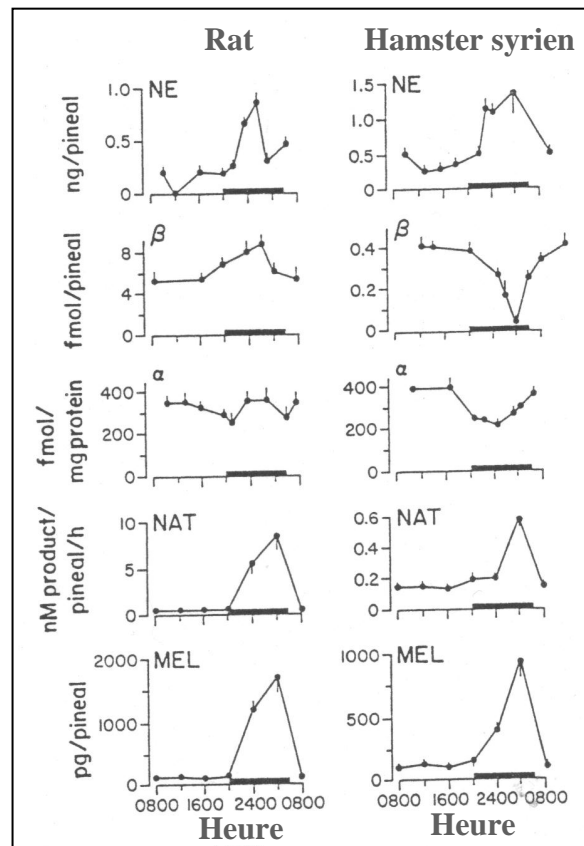 Rat Hamster syrien
NE NE
1.0 1.5
0.5 1.0
0 0.5
0
ng/pineal
β β
8 0.4
6 0.2
4 0
fmol/pineal
α α
400 400
200 200
0 0
fmol/
mg protein
NAT NAT
10 0.6
5 0.4
0 0.2
0
nM product/
pineal/h
MEL MEL
2000 1000
1000 500
0 0
pg/pineal
0800 1600 2400 0800 0800 1600 2400 0800
Heure Heure